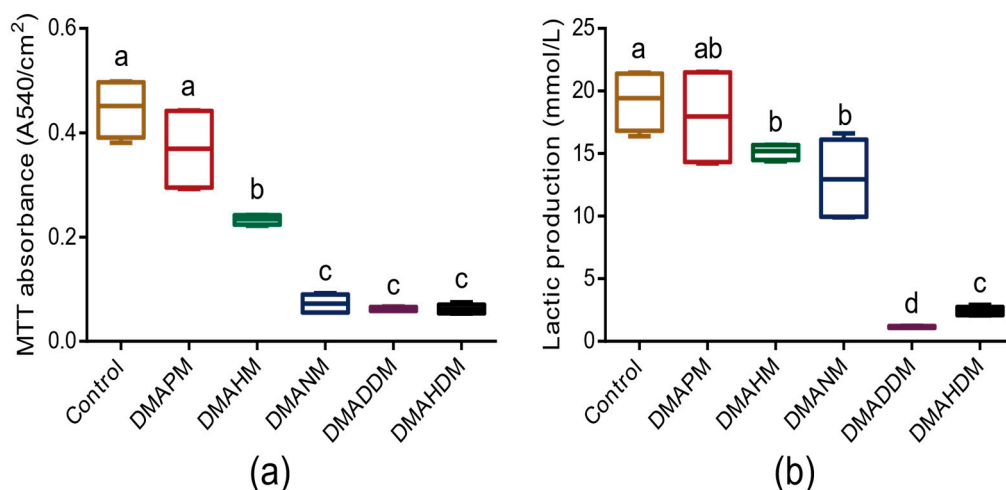 MTT absorbance (A540/cm²)
0.6
0.4
0.2
0.0
a
a
b
c
c
c
Control
DMAPM
DMAHM
DMANM
DMADDM
DMAHDM
(a)
Lactic production (mmol/L)
25
20
15
10
5
0
a
ab
b
b
d
c
Control
DMAPM
DMAHM
DMANM
DMADDM
DMAHDM
(b)